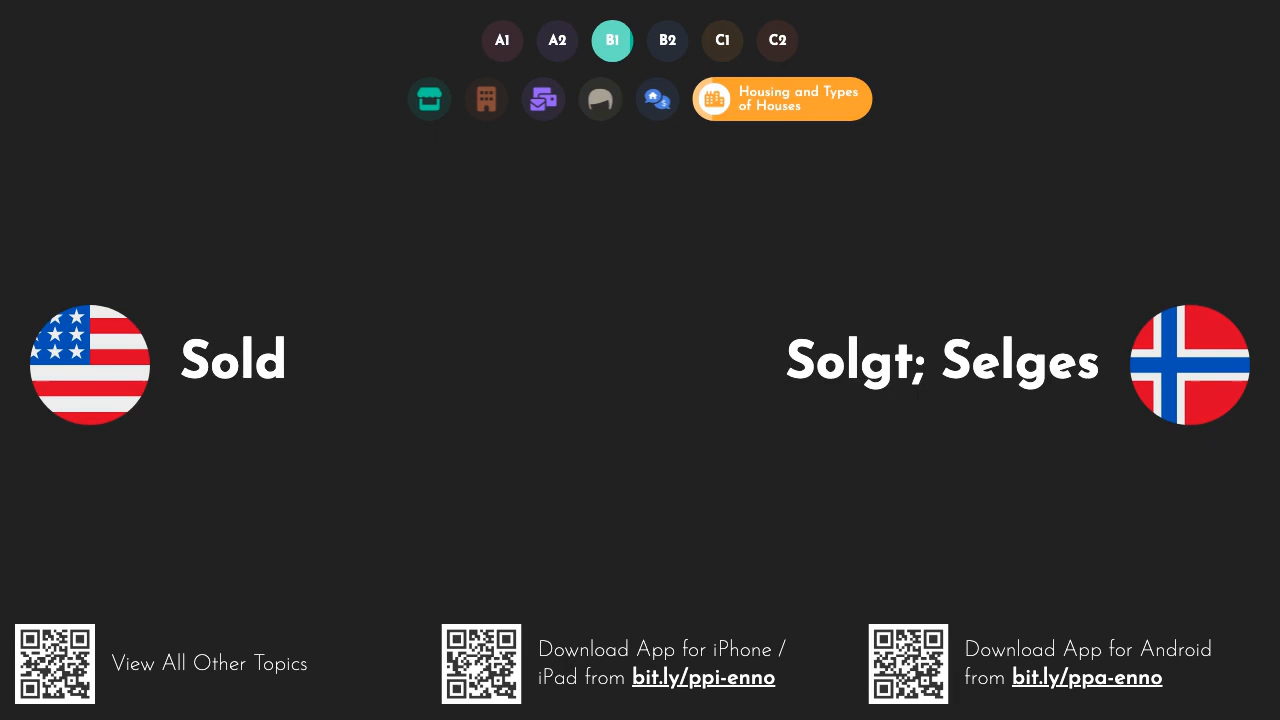 A1 A2 B1 B2 C1 C2
Housing and Types
of Houses
Sold
Solgt; Selges
View All Other Topics
Download App for iPhone /
iPad from bit.ly/ppi-enno
Download App for Android
from bit.ly/ppa-enno